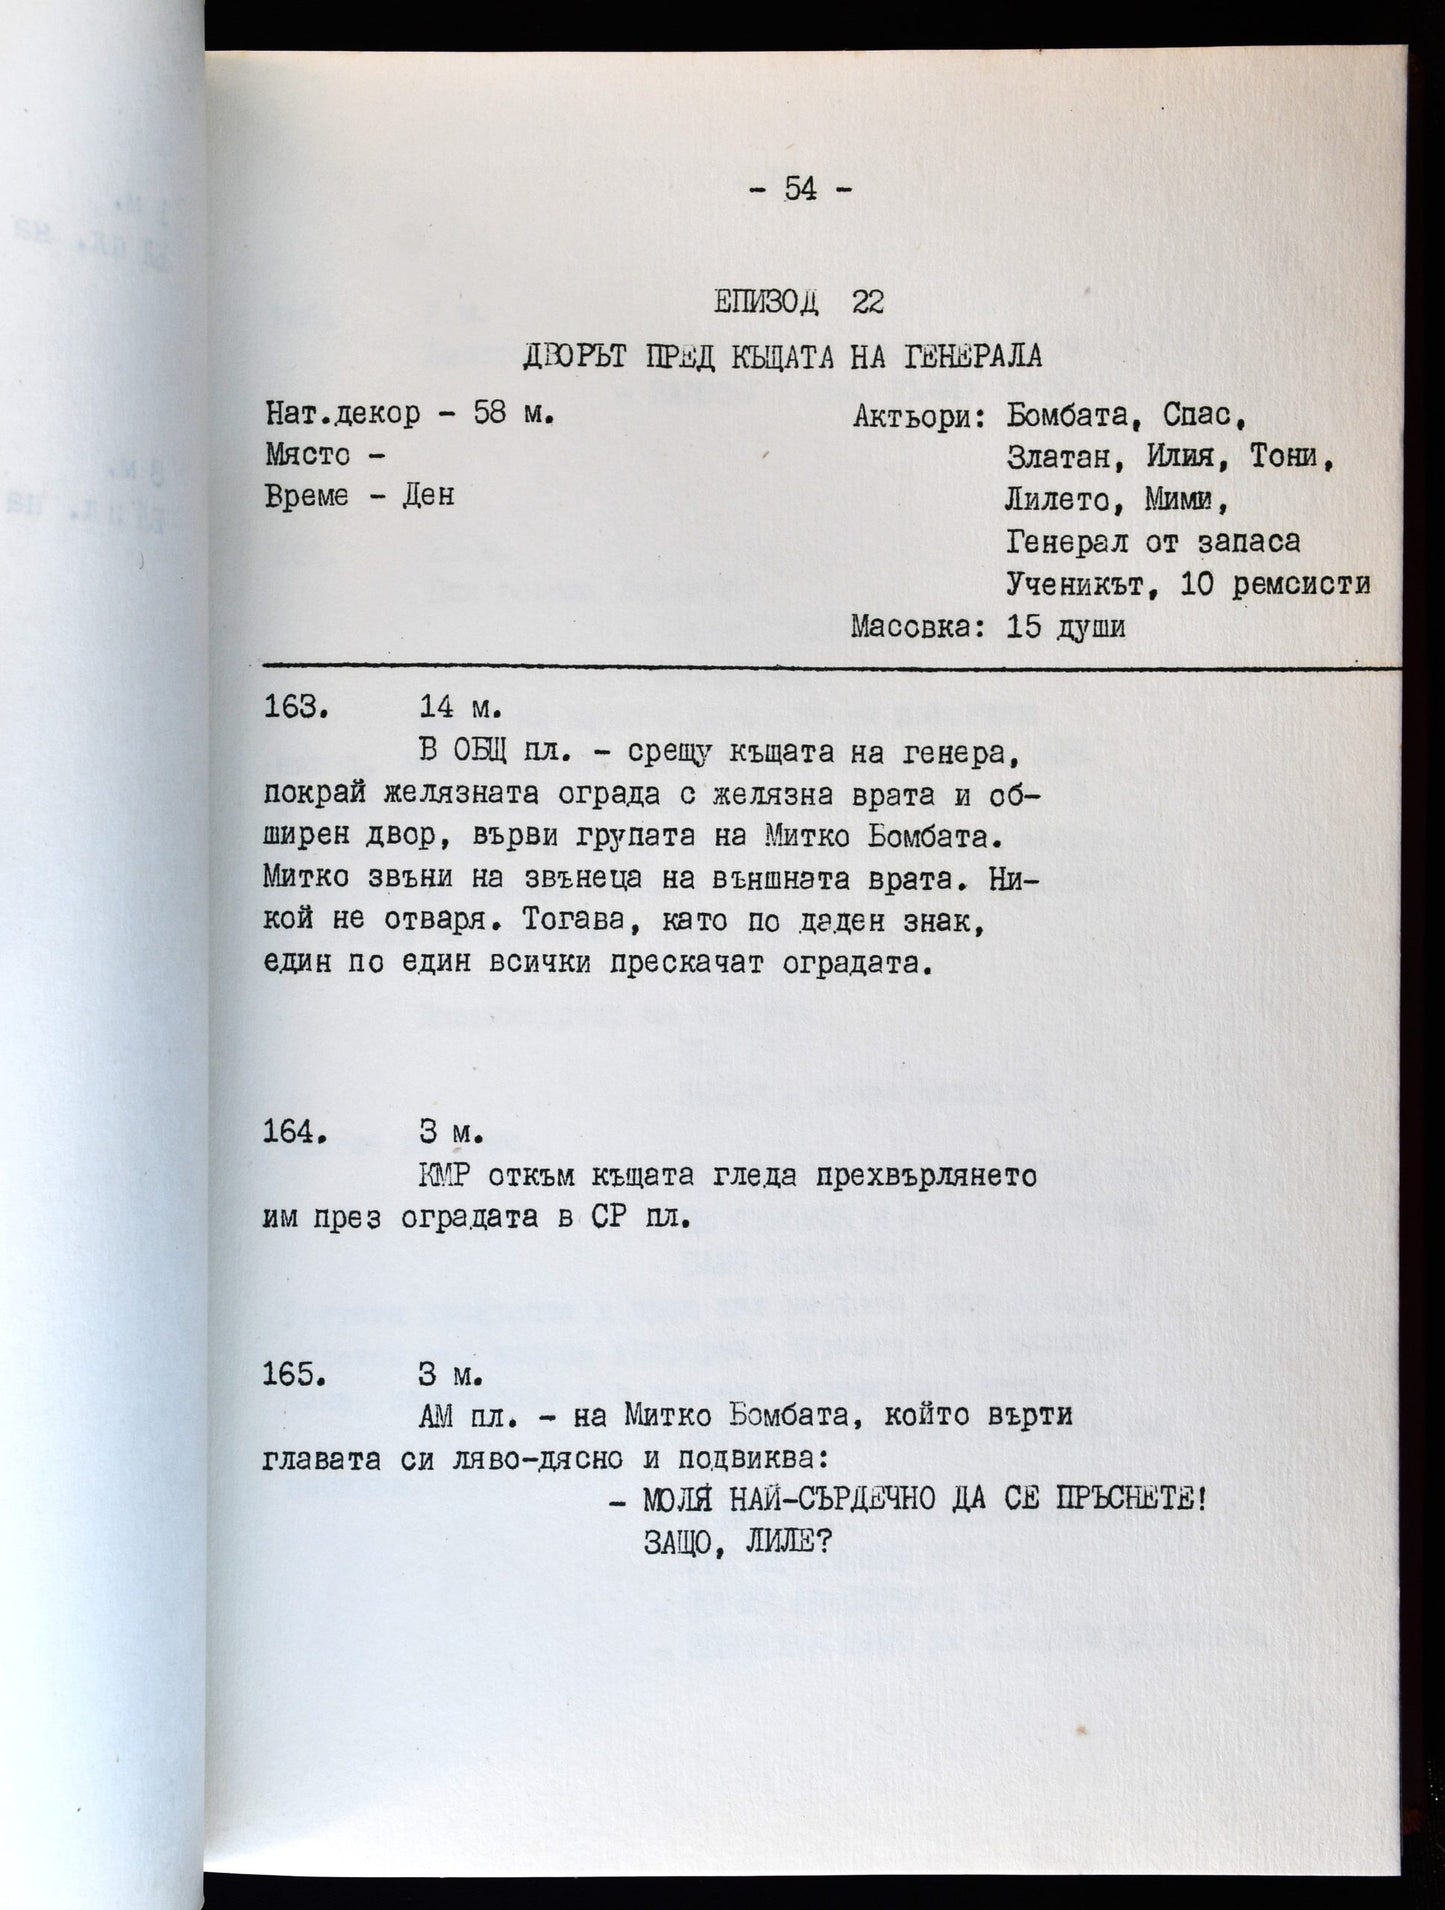 - 54 -
ЕПИЗОД 22
ДВОРЪТ ПРЕД КЪЩАТА НА ГЕНЕРАЛА
Нат.декор - 58 м.
Място -
Време - Ден
Актьори: Бомбата, Спас,
Златан, Илия, Тони,
Лилето, Мими,
Генерал от запаса
Ученикът, 10 ремсисти
Масовка: 15 души
163. 14 м.
В ОБЩ пл. - срещу къщата на генера,
покрай желязната ограда с желязна врата и об-
ширен двор, върви групата на Митко Бомбата.
Митко звъни на звънеца на външната врата. Ни-
кой не отваря. Тогава, като по даден знак,
един по един всички прескачат оградата.
164. 3 м.
КМР откъм къщата гледа прехвърлянето
им през оградата в СР пл.
165. 3 м.
АМ пл. - на Митко Бомбата, който върти
главата си ляво-дясно и подвиква:
- МОЛЯ НАЙ-СЪРДЕЧНО ДА СЕ ПРЪСНЕТЕ!
ЗАЩО, ЛИЛЕ?